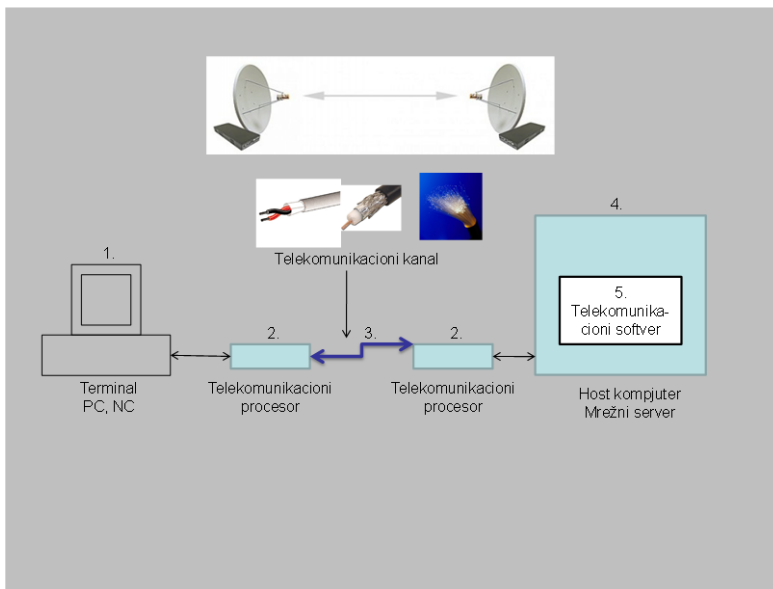 Telekomunikacioni kanal
4.
1.
5.
Telekomunika-
cioni softver
2.
3.
2.
Terminal
PC, NC
Telekomunikacioni
procesor
Telekomunikacioni
procesor
Host kompjuter
Mrežni server